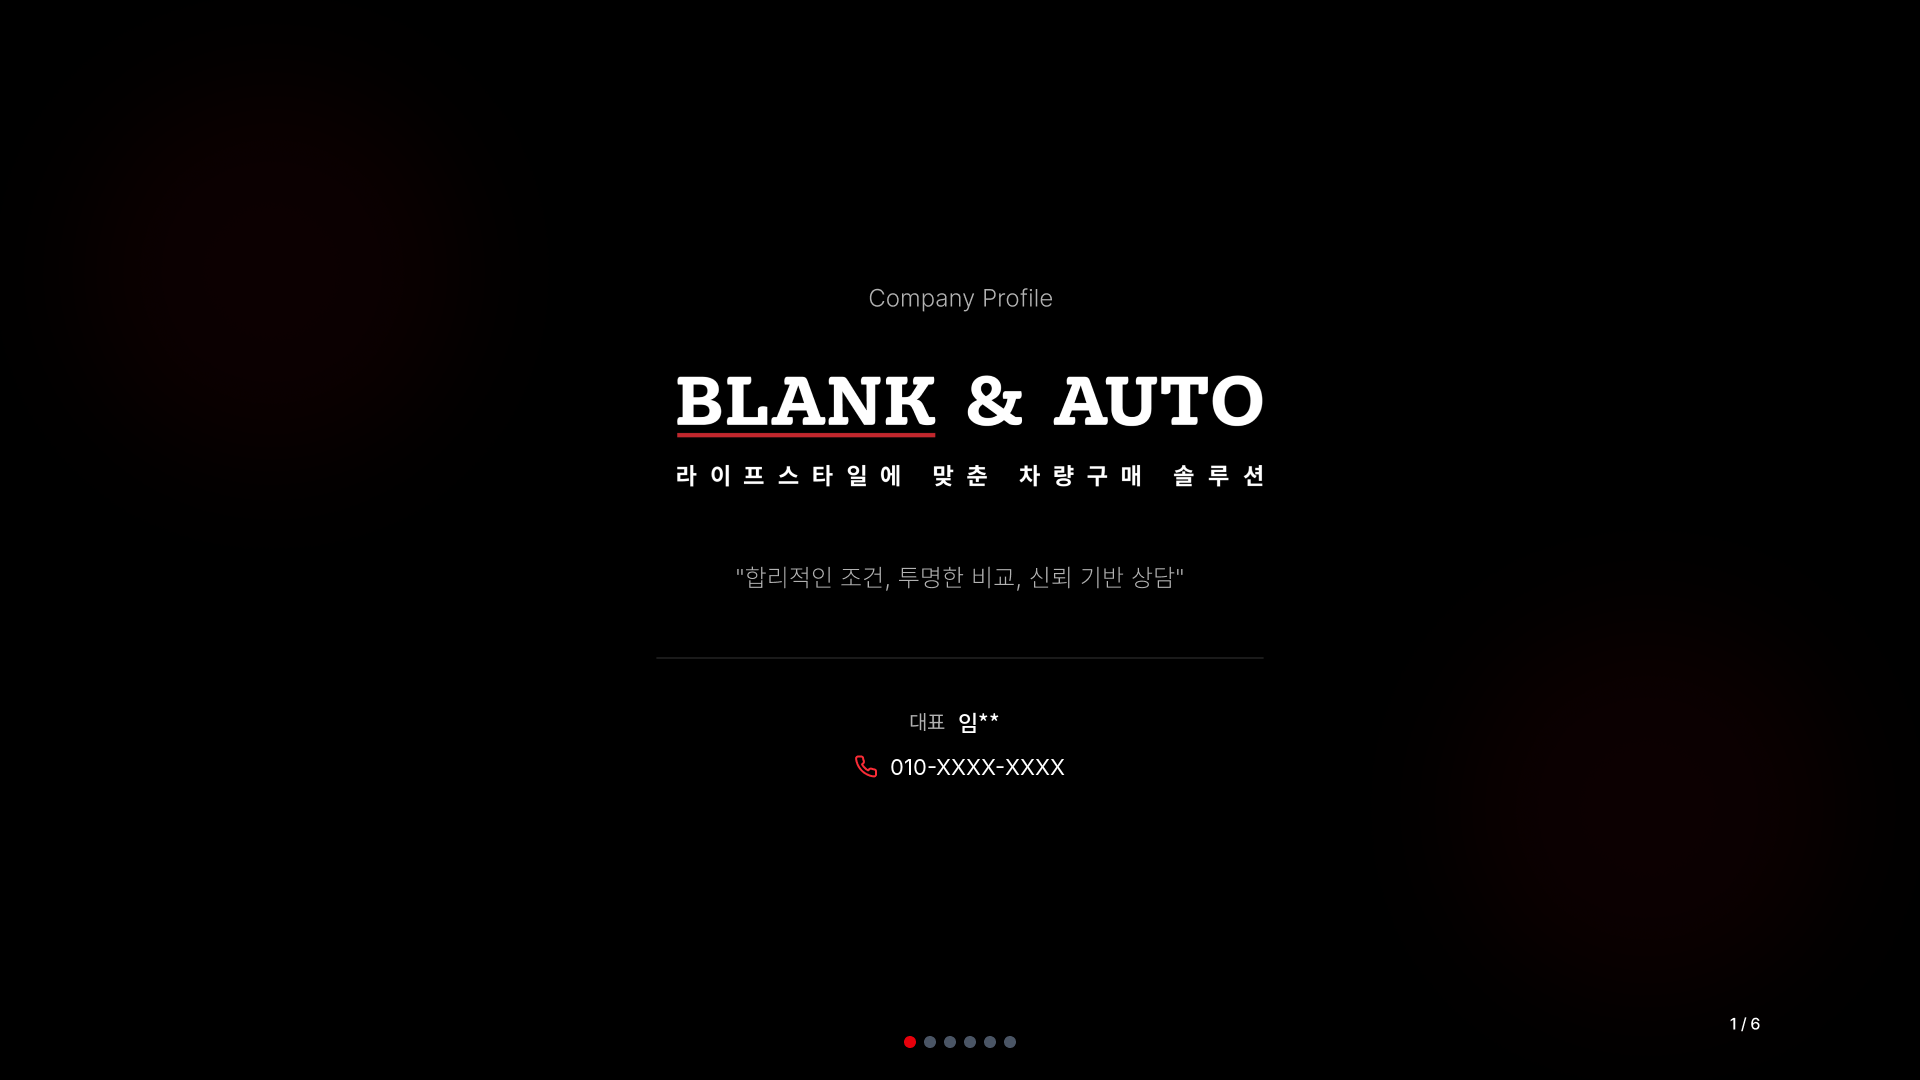 Company Profile
BLANK & AUTO
라이프스타일에 맞춘 차량구매 솔루션
"합리적인 조건, 투명한 비교, 신뢰 기반 상담"
대표 임**
010-XXXX-XXXX
1 / 6